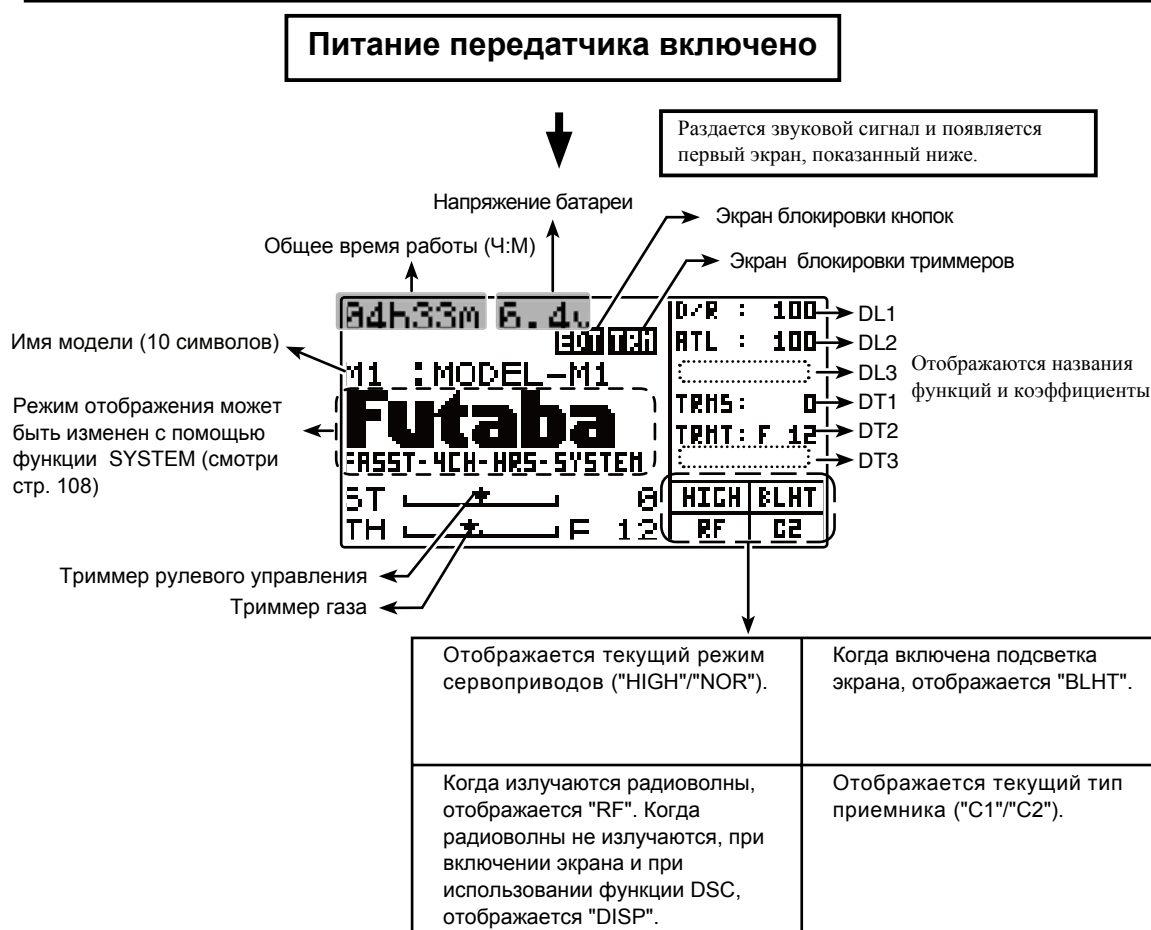 Питание передатчика включено
Раздается звуковой сигнал и появляется
первый экран, показанный ниже.
Напряжение батареи
Экран блокировки кнопок
Общее время работы (Ч:М)
Экран блокировки триммеров
04h33m 6.4v
D/R : 100
DL1
BOT TRM
ATL : 100
DL2
Имя модели (10 символов)
M1 :MODEL-M1
DL3
Отображаются названия
функций и коэффициенты
Режим отображения может
быть изменен с помощью
функции SYSTEM (смотри
стр. 108)
Futaba
TRMS: 0
DT1
TRMT: F 12
DT2
FASST-4CH-HRS-SYSTEM
DT3
ST 0
HIGH BLHT
TH F 12
RF C2
Триммер рулевого управления
Триммер газа
Отображается текущий режим
сервоприводов ("HIGH"/"NOR").
Когда включена подсветка
экрана, отображается "BLHT".
Когда излучаются радиоволны,
отображается "RF". Когда
радиоволны не излучаются, при
включении экрана и при
использовании функции DSC,
отображается "DISP".
Отображается текущий тип
приемника ("C1"/"C2").